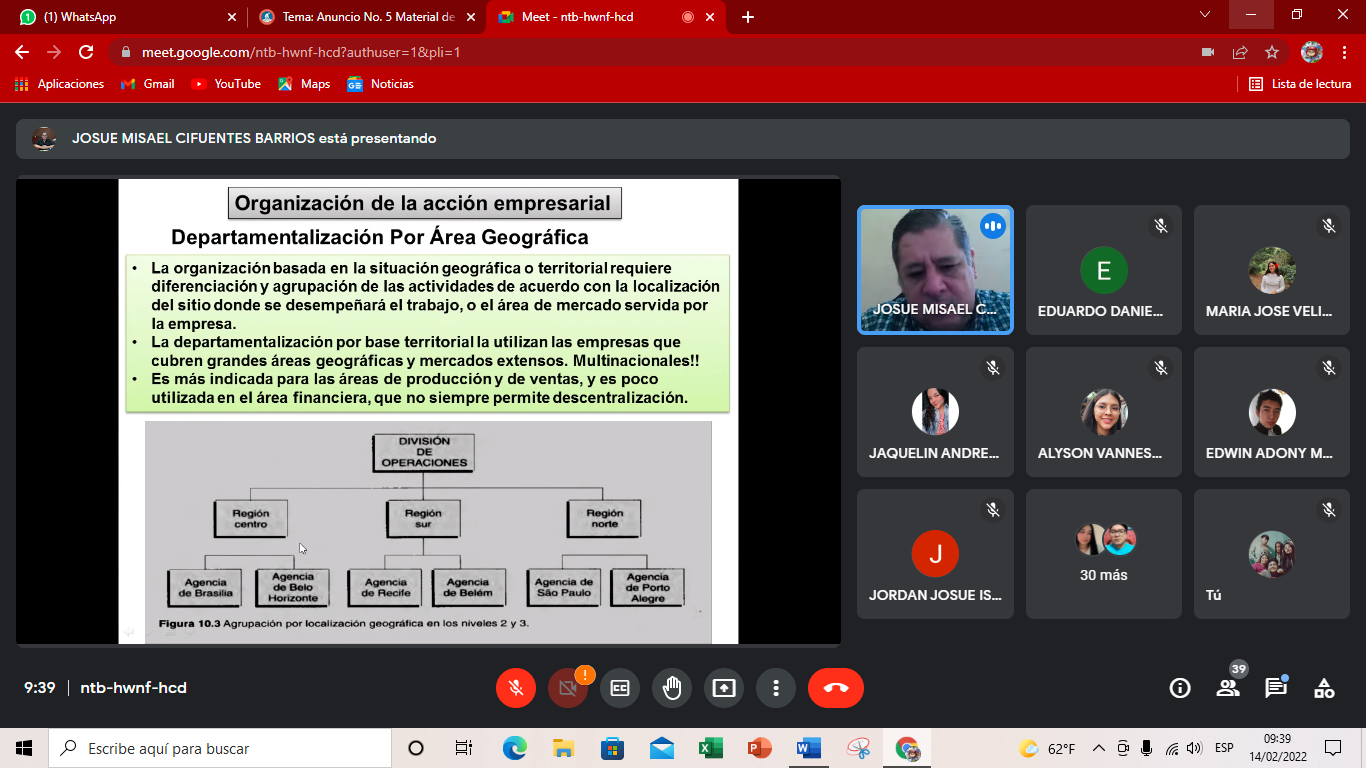 (1) WhatsApp
Tema: Anuncio No. 5 Material de
Meet - ntb-hwnf-hcd
meet.google.com/ntb-hwnf-hcd?authuser=1&pli=1
Aplicaciones
Gmail
YouTube
Maps
Noticias
Lista de lectura
JOSUE MISAEL CIFUENTES BARRIOS está presentando
Organización de la acción empresarial
Departamentalización Por Área Geográfica
• La organización basada en la situación geográfica o territorial requiere
diferenciación y agrupación de las actividades de acuerdo con la localización
del sitio donde se desempeñará el trabajo, o el área de mercado servida por
la empresa.
• La departamentalización por base territorial la utilizan las empresas que
cubren grandes áreas geográficas y mercados extensos. Multinacionales!!
• Es más indicada para las áreas de producción y de ventas, y es poco
utilizada en el área financiera, que no siempre permite descentralización.
DIVISIÓN
DE
OPERACIONES
Región
centro
Región
sur
Región
norte
Agencia
de Brasilia
Agencia
de Belo
Horizonte
Agencia
de Recife
Agencia
de Belém
Agencia de
São Paulo
Agencia
de Porto
Alegre
Figura 10.3 Agrupación por localización geográfica en los niveles 2 y 3.
JOSUE MISAEL C...
E
EDUARDO DANIE...
MARIA JOSE VELI...
JAQUELIN ANDRE...
ALYSON VANNES...
EDWIN ADONY M...
J
JORDAN JOSUE IS...
30 más
Tú
9:39 | ntb-hwnf-hcd
39
Escribe aquí para buscar
62°F
ESP
09:39
14/02/2022